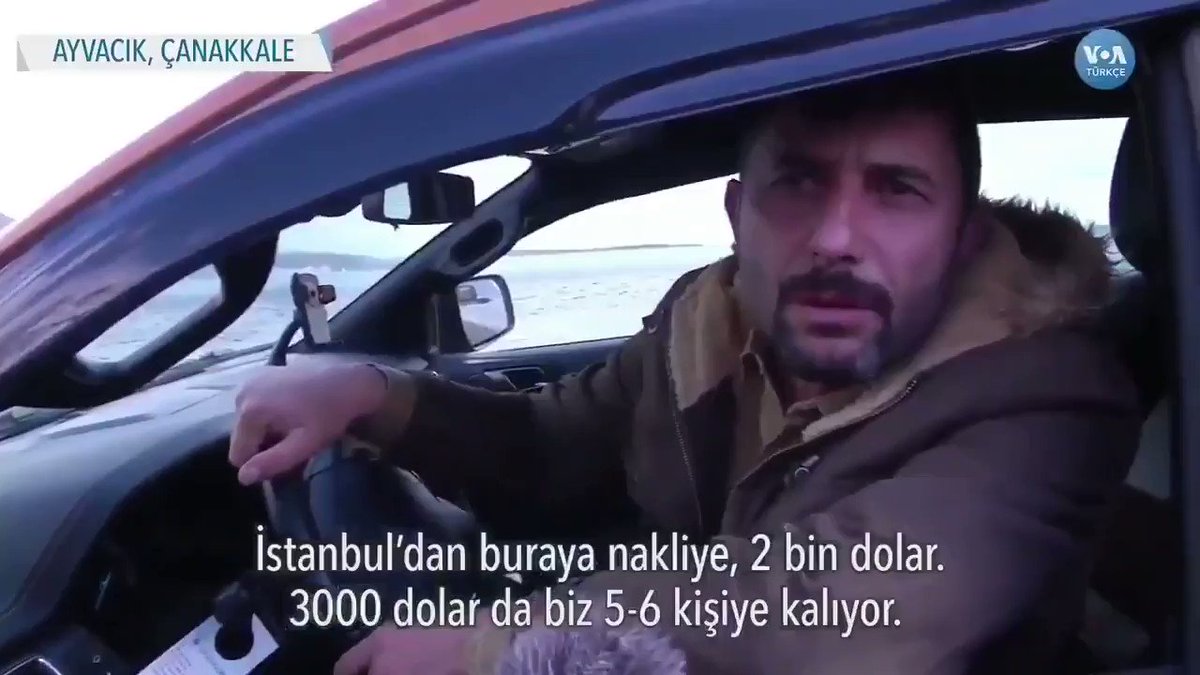 AYVACIK, ÇANAKKALE
VOA
TÜRKÇE
İstanbul’dan buraya nakliye, 2 bin dolar.
3000 dolar da biz 5-6 kişiye kalıyor.